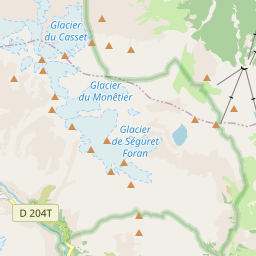 Glacier
du Casset
Glacier
du Monêtier
Glacier
de Séguret
Foran
D 204T